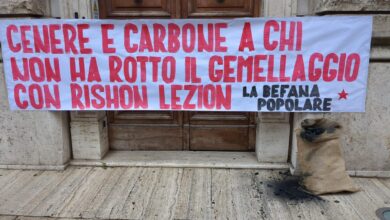 CENERE E CARBONE A CHI
NON HA ROTTO IL GEMELLAGGIO
CON RISHON LEZION LA BEFANA
POPOLARE